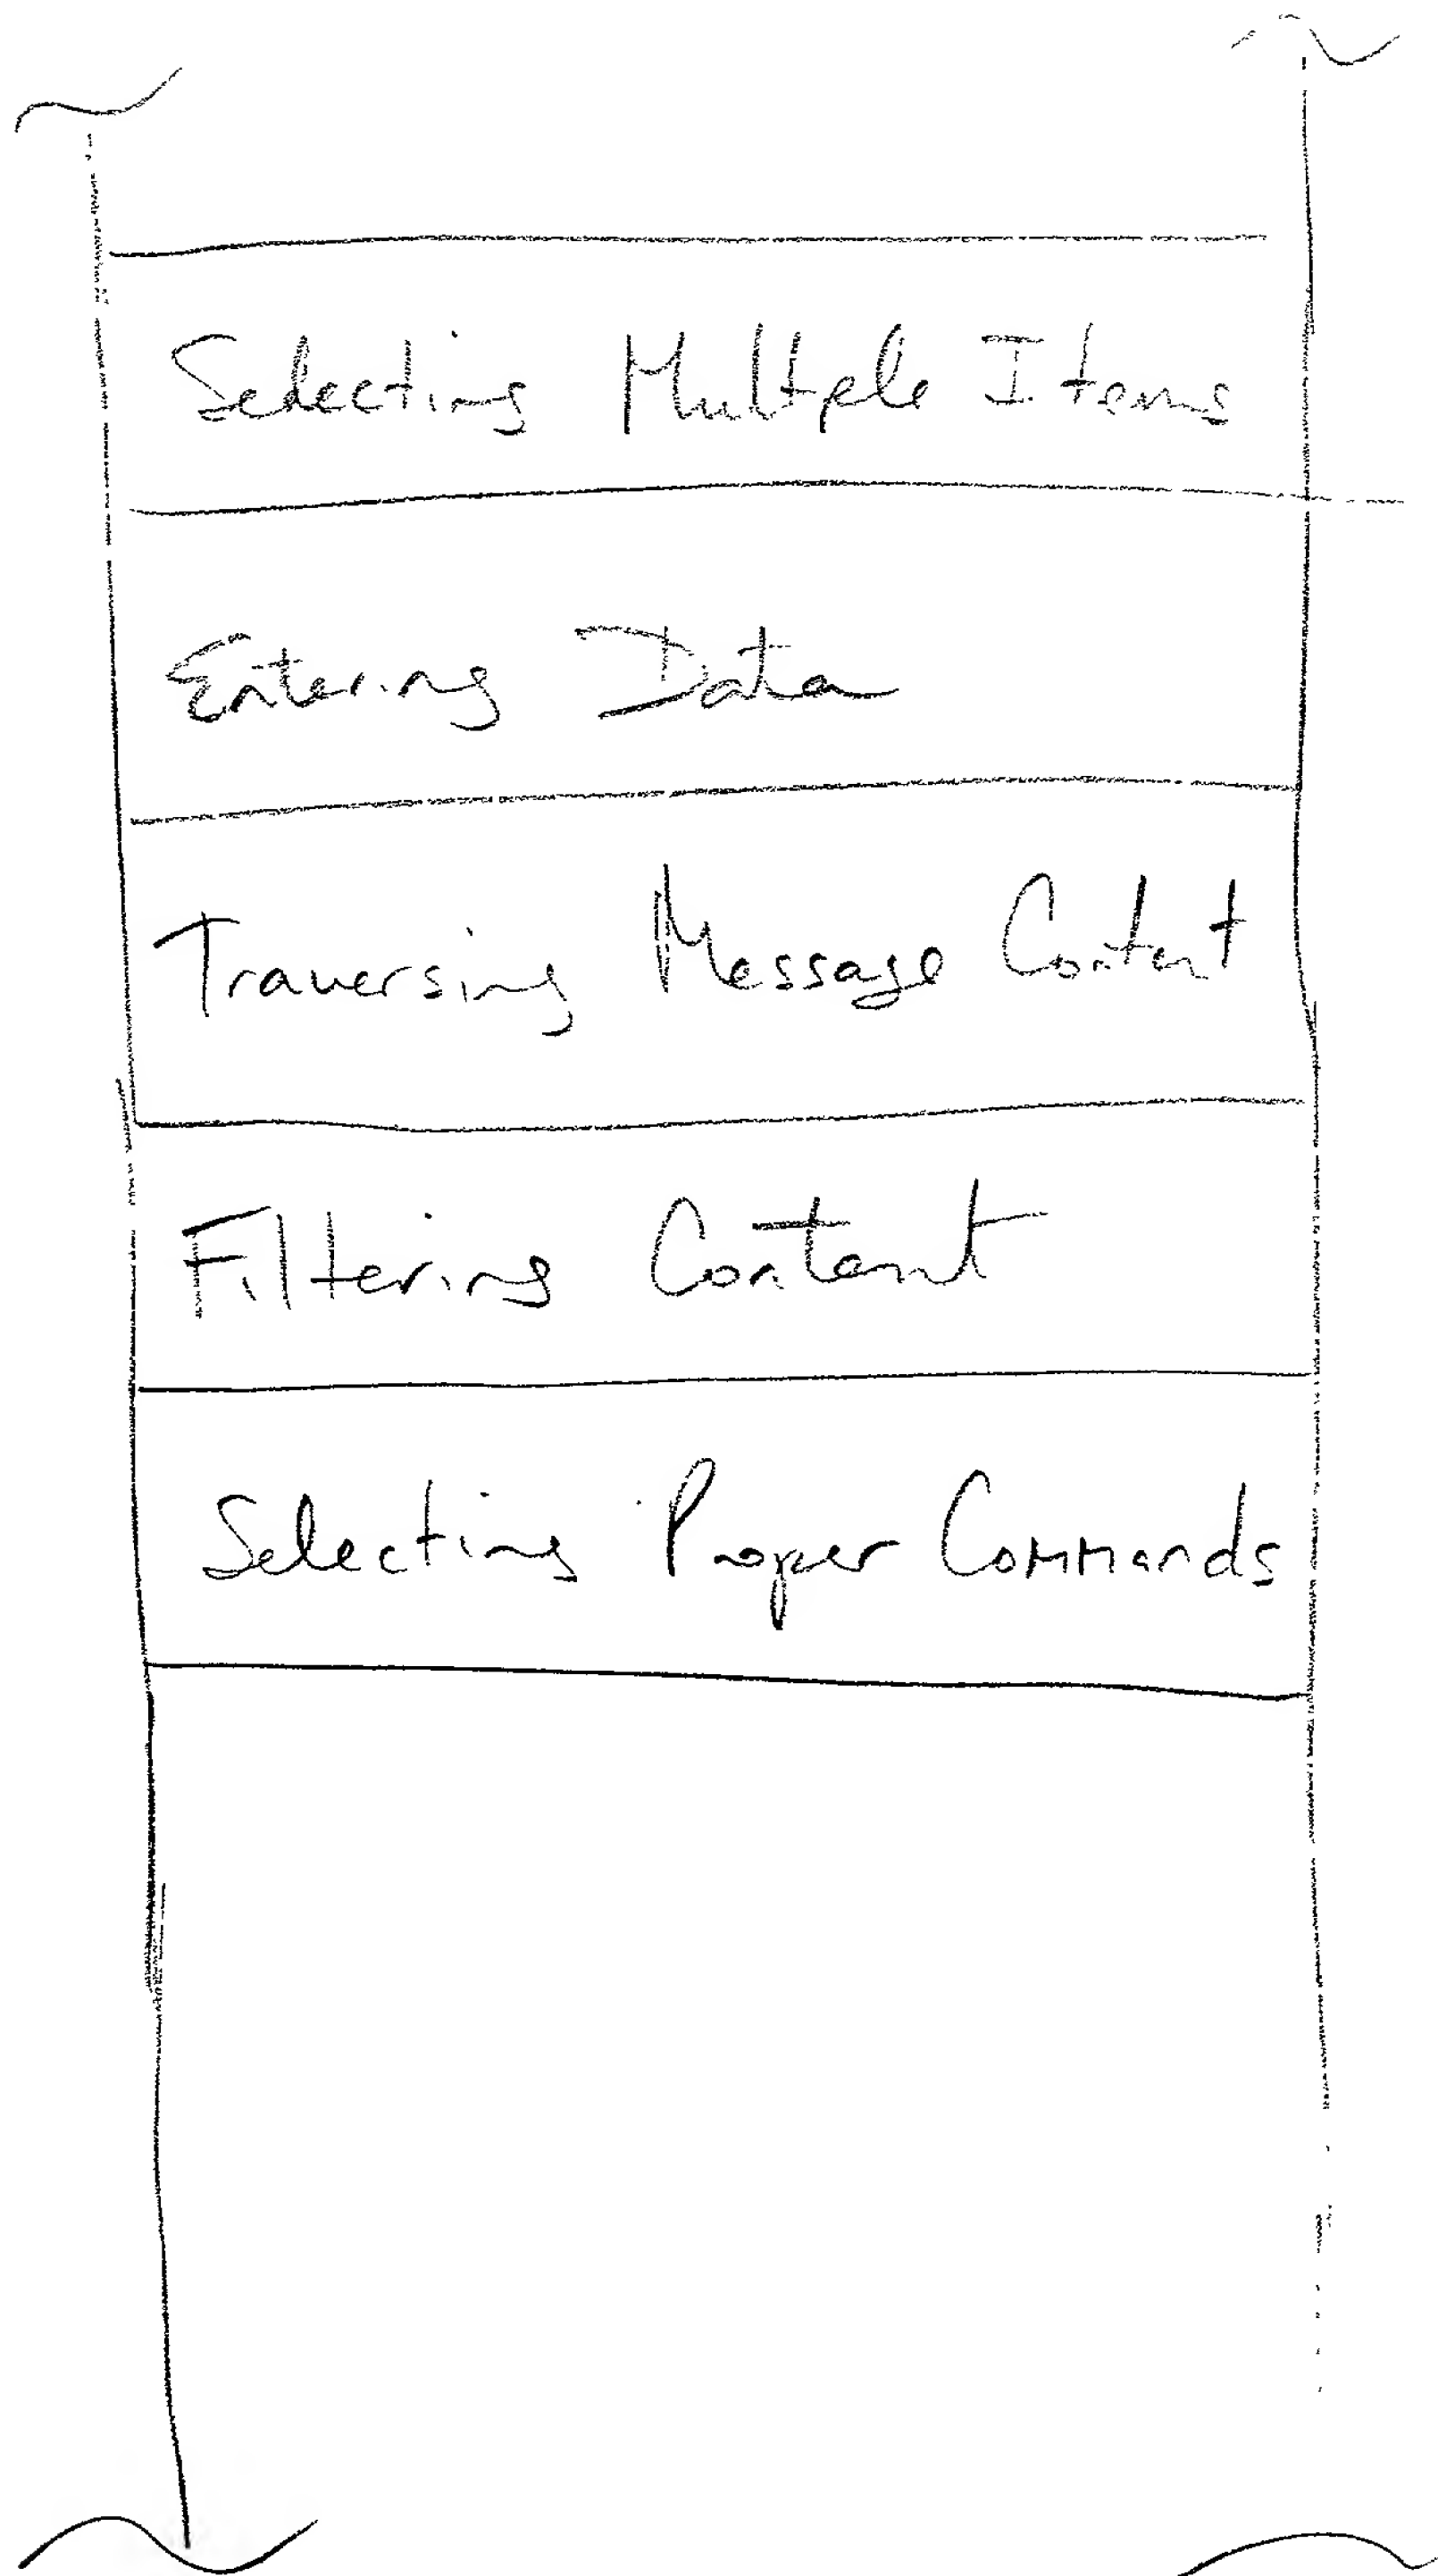 Selecting Multiple Items
Entering Data
Traversing Message Content
Filtering Content
Selecting Proper Commands